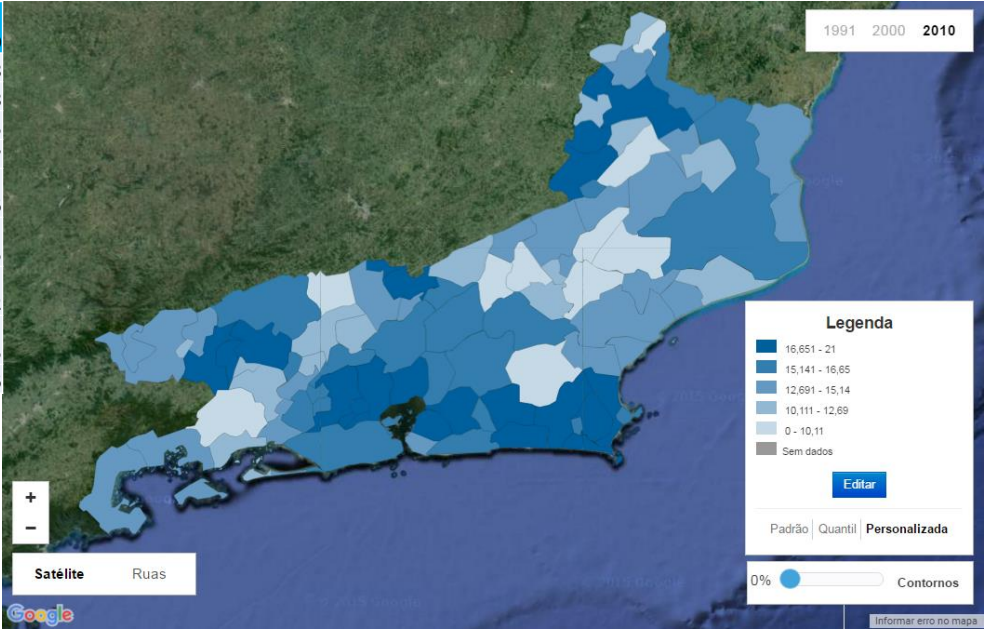 1991 2000 2010
Legenda
16,651 - 21
15,141 - 16,65
12,691 - 15,14
10,111 - 12,69
0 - 10,11
Sem dados
Editar
Padrão Quantil Personalizada
+
−
Satélite Ruas
0% Contornos
Google
Informar erro no mapa